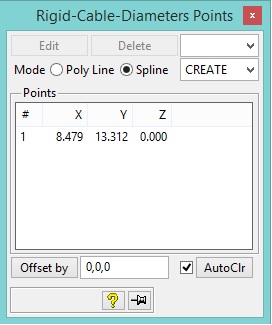 Rigid-Cable-Diameters Points x
Edit Delete
Mode Poly Line Spline CREATE
Points
# X Y Z
1 8.479 13.312 0.000
Offset by 0,0,0 AutoClr
?